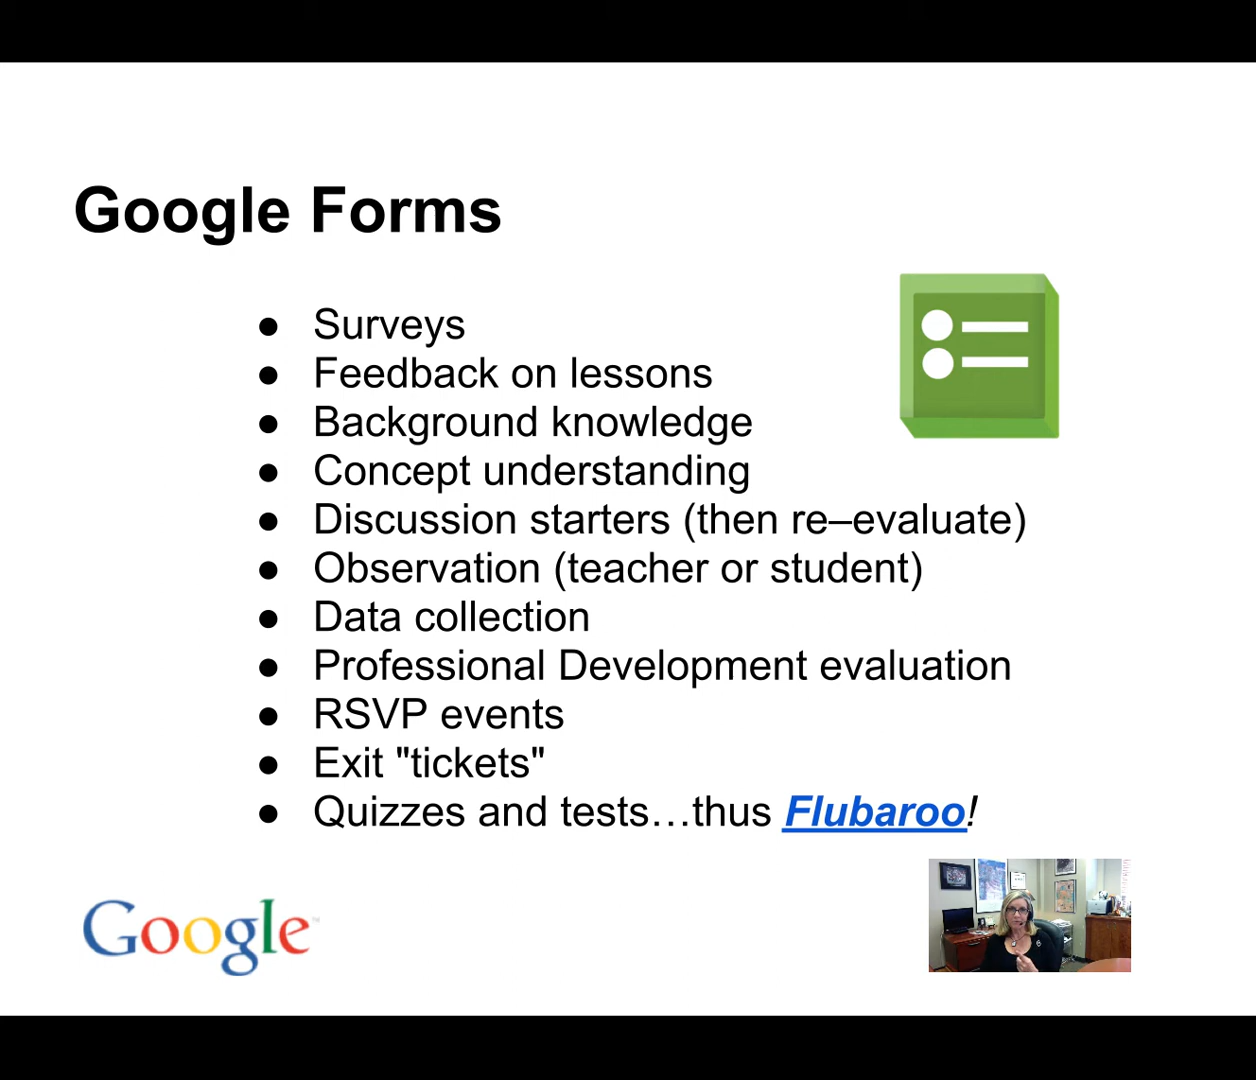 Google Forms
● Surveys
● Feedback on lessons
● Background knowledge
● Concept understanding
● Discussion starters (then re–evaluate)
● Observation (teacher or student)
● Data collection
● Professional Development evaluation
● RSVP events
● Exit "tickets"
● Quizzes and tests…thus Flubaroo!
Google™